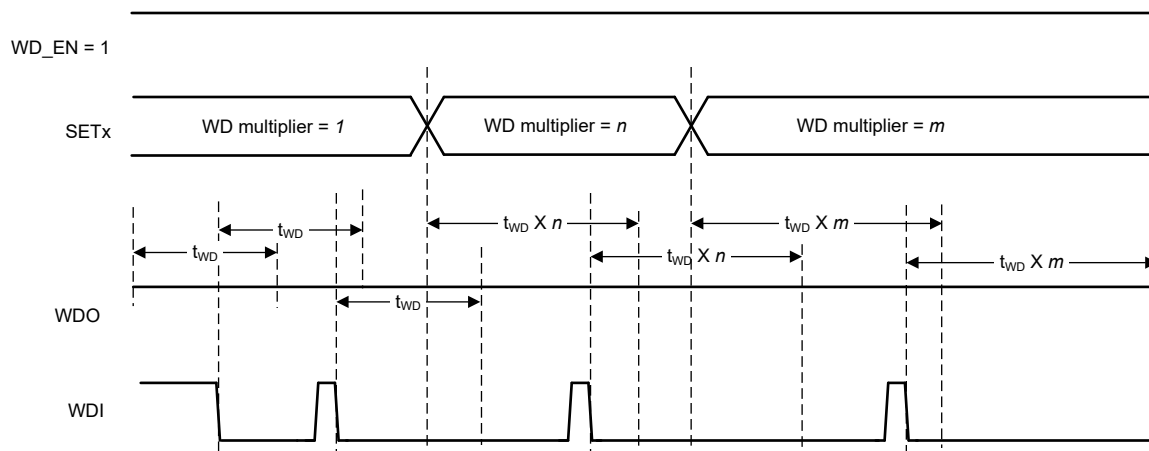 WD_EN = 1
SETx
WD multiplier = 1
WD multiplier = n
WD multiplier = m
tWD
tWD X n
tWD X m
tWD
tWD X n
tWD X m
tWD
WDO
WDI